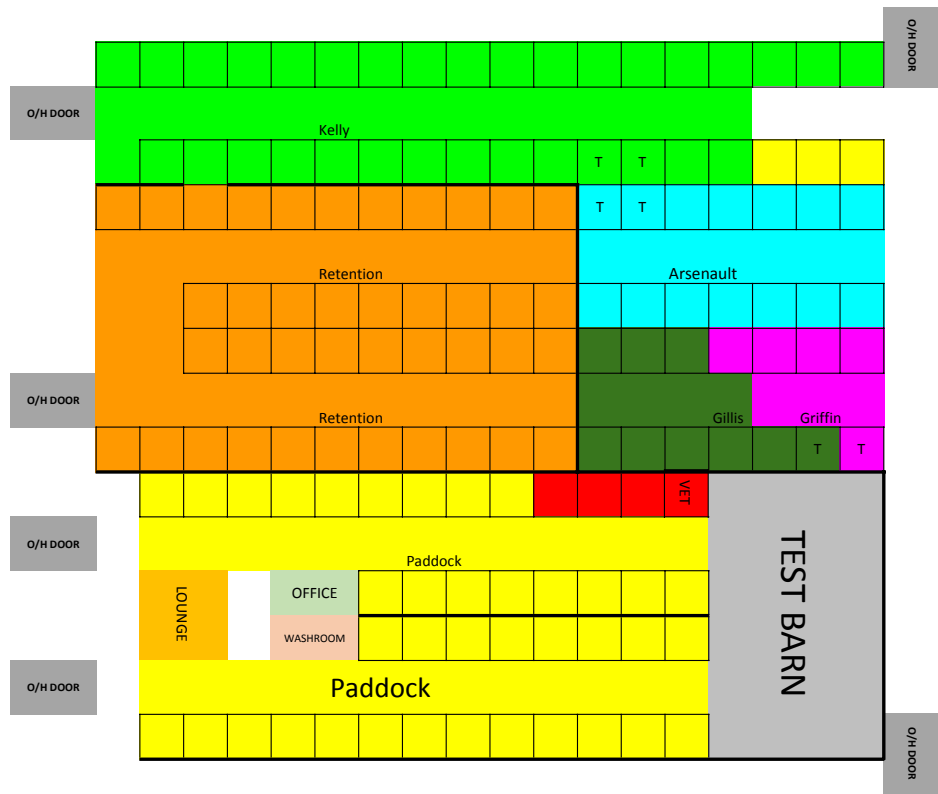 O/H DOOR
O/H DOOR
Kelly
T T
T T
Retention
Arsenault
O/H DOOR
Retention
Gillis
Griffin
T T
VET
O/H DOOR
Paddock
TEST BARN
LOUNGE
OFFICE
WASHROOM
O/H DOOR
Paddock
O/H DOOR